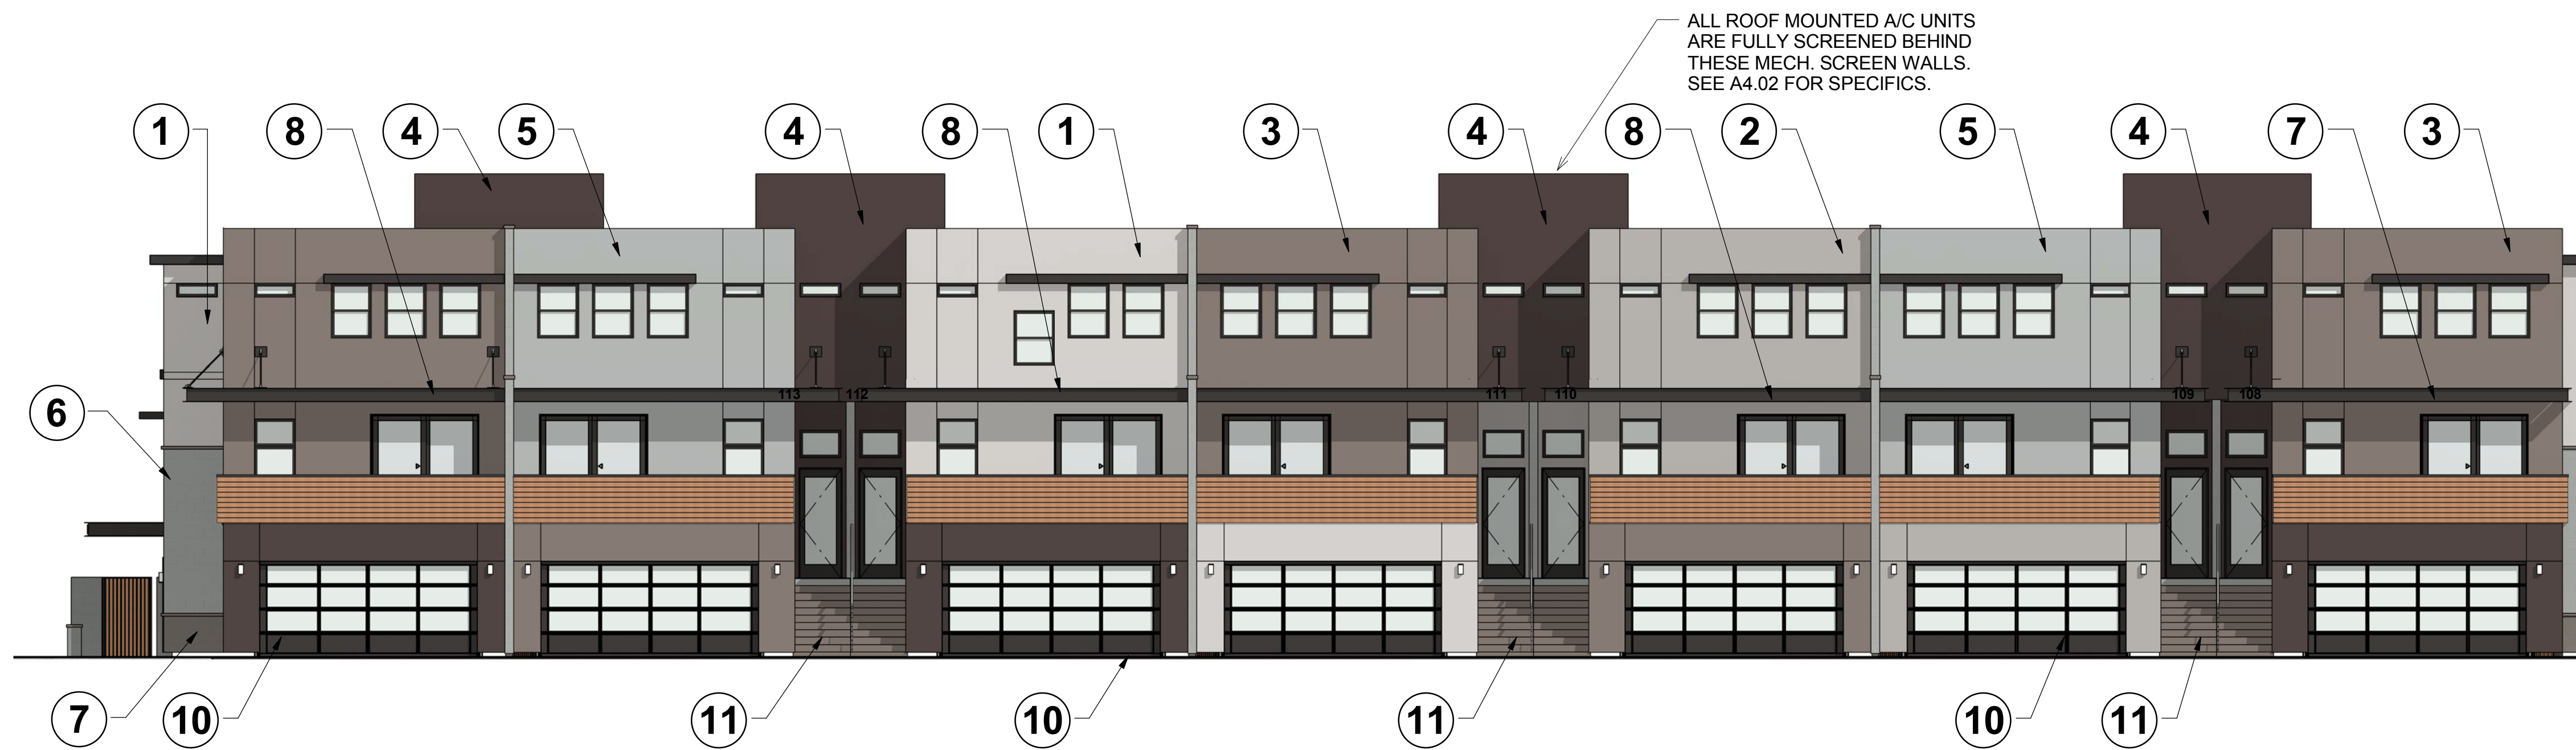 ALL ROOF MOUNTED A/C UNITS
ARE FULLY SCREENED BEHIND
THESE MECH. SCREEN WALLS.
SEE A4.02 FOR SPECIFICS.
1 8 4 5 4 8 1 3 4 8 2 5 4 7 3
113 112 111 110 109 108
6
7 10 11 10 11 10 11